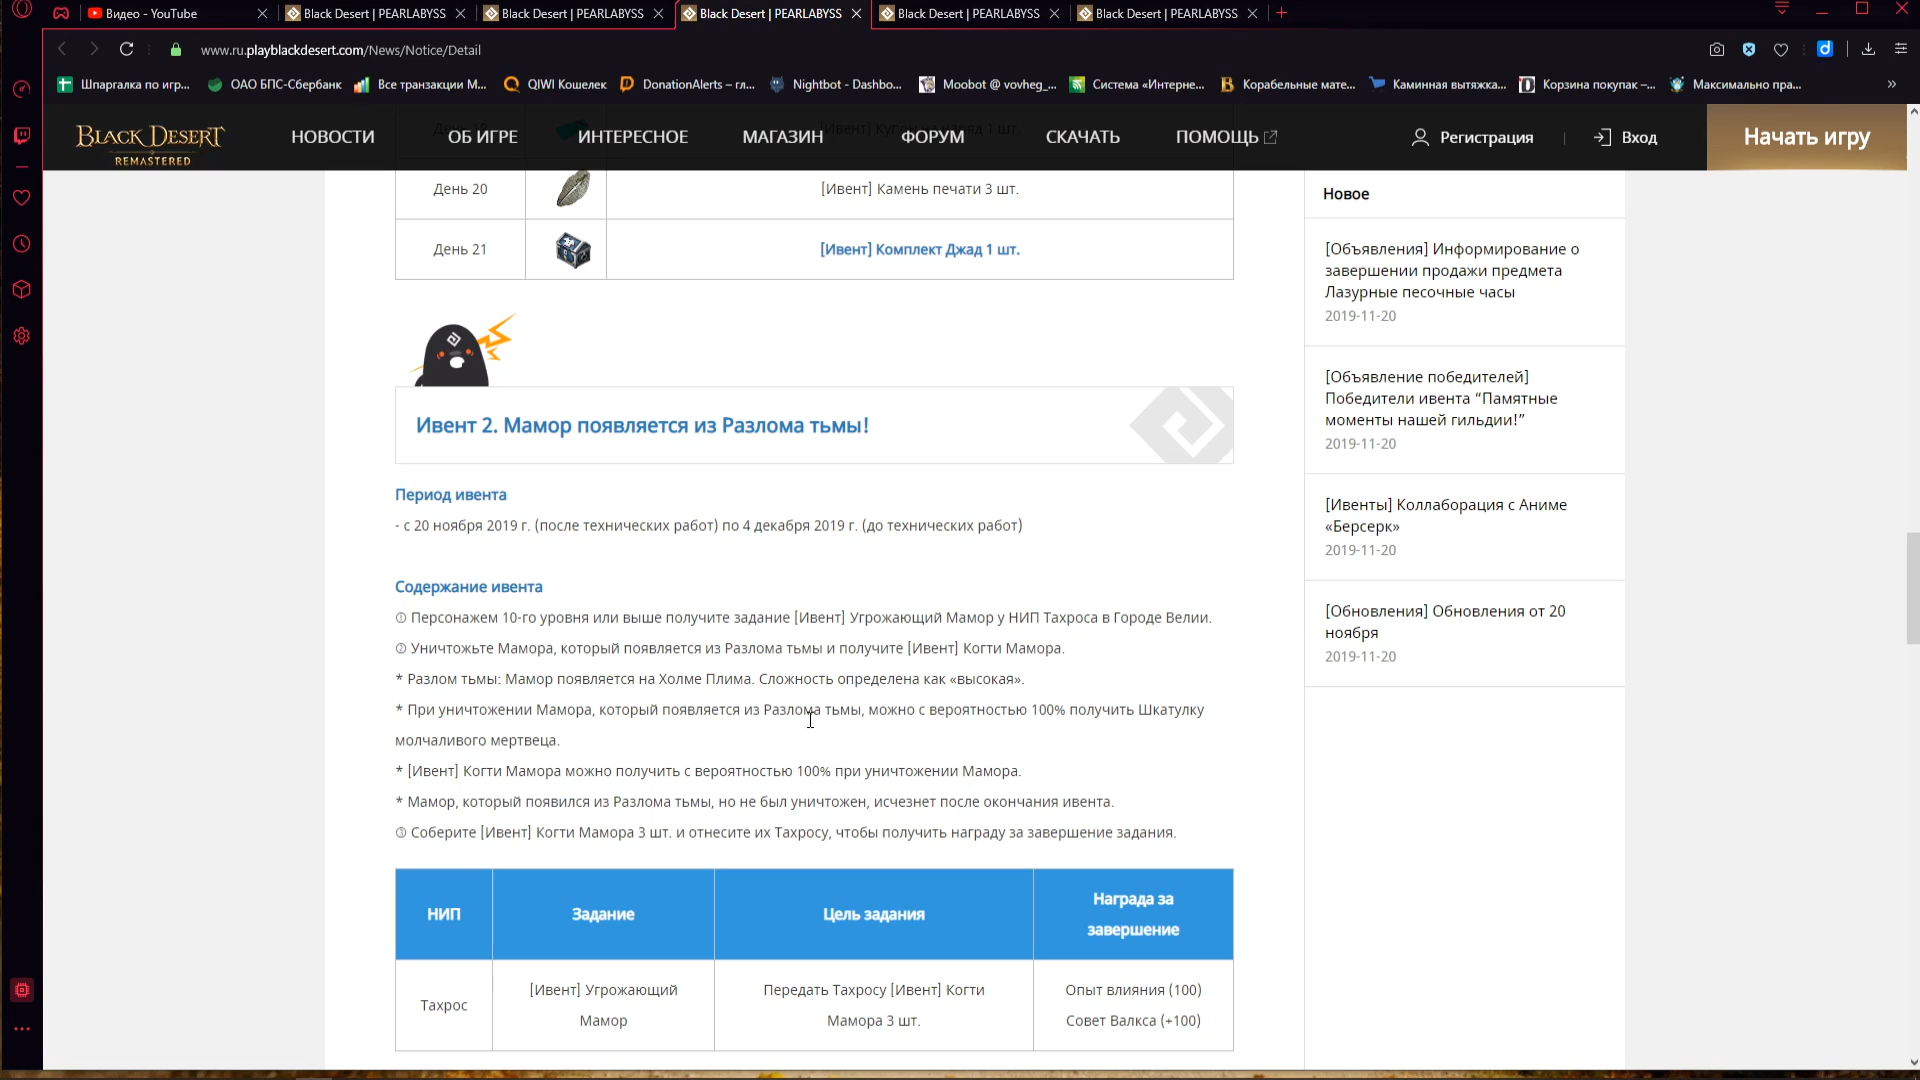 Видео - YouTube
Black Desert | PEARLABYSS
Black Desert | PEARLABYSS
Black Desert | PEARLABYSS
Black Desert | PEARLABYSS
Black Desert | PEARLABYSS
www.ru.playblackdesert.com/News/Notice/Detail
Шпаргалка по игр...
ОАО БПС-Сбербанк
Все транзакции M...
QIWI Кошелек
DonationAlerts – гл...
Nightbot - Dashbo...
Moobot @ vovheg_...
Система «Интерне...
Корабельные мате...
Каминная вытяжка...
Корзина покупак –...
Максимально пра...
BLACK DESERT
REMASTERED
НОВОСТИ
ОБ ИГРЕ
ИНТЕРЕСНОЕ
МАГАЗИН
ФОРУМ
СКАЧАТЬ
ПОМОЩЬ
Регистрация
Вход
Начать игру
День 20
[Ивент] Камень печати 3 шт.
День 21
[Ивент] Комплект Джад 1 шт.
Ивент 2. Мамор появляется из Разлома тьмы!
Период ивента
- с 20 ноября 2019 г. (после технических работ) по 4 декабря 2019 г. (до технических работ)
Содержание ивента
① Персонажем 10-го уровня или выше получите задание [Ивент] Угрожающий Мамор у НИП Тахроса в Городе Велии.
② Уничтожьте Мамора, который появляется из Разлома тьмы и получите [Ивент] Когти Мамора.
* Разлом тьмы: Мамор появляется на Холме Плима. Сложность определена как «высокая».
* При уничтожении Мамора, который появляется из Разлома тьмы, можно с вероятностью 100% получить Шкатулку
молчаливого мертвеца.
* [Ивент] Когти Мамора можно получить с вероятностью 100% при уничтожении Мамора.
* Мамор, который появился из Разлома тьмы, но не был уничтожен, исчезнет после окончания ивента.
③ Соберите [Ивент] Когти Мамора 3 шт. и отнесите их Тахросу, чтобы получить награду за завершение задания.
НИП
Задание
Цель задания
Награда за
завершение
Тахрос
[Ивент] Угрожающий
Мамор
Передать Тахросу [Ивент] Когти
Мамора 3 шт.
Опыт влияния (100)
Совет Валкса (+100)
Новое
[Объявления] Информирование о
завершении продажи предмета
Лазурные песочные часы
2019-11-20
[Объявление победителей]
Победители ивента “Памятные
моменты нашей гильдии!”
2019-11-20
[Ивенты] Коллаборация с Аниме
«Берсерк»
2019-11-20
[Обновления] Обновления от 20
ноября
2019-11-20